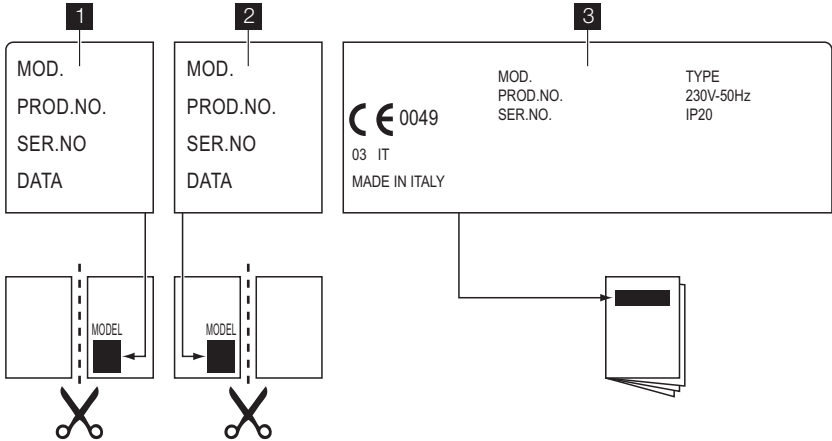 1
MOD.
PROD.NO.
SER.NO
DATA
2
MOD.
PROD.NO.
SER.NO
DATA
3
MOD. TYPE
PROD.NO. 230V-50Hz
SER.NO. IP20
CE 0049
03 IT
MADE IN ITALY
MODEL
MODEL